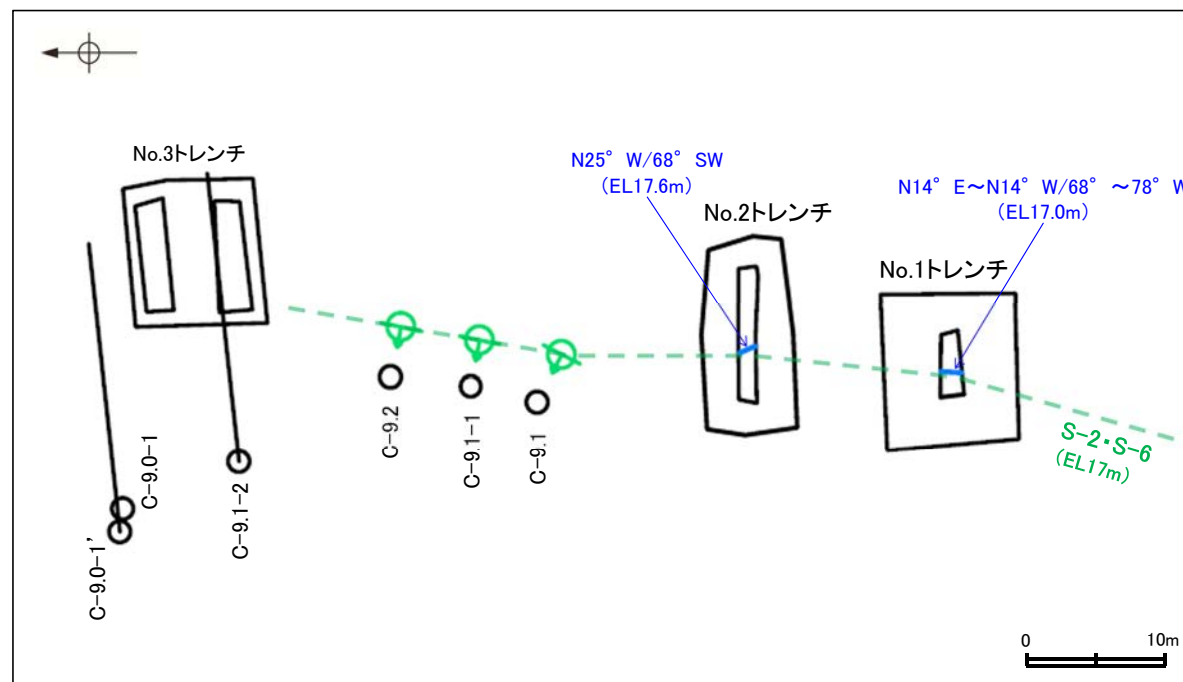 No.3トレンチ
N25° W/68° SW
(EL17.6m)
No.2トレンチ
N14° E～N14° W/68° ～78° W
(EL17.0m)
No.1トレンチ
C-9.2
C-9.1-1
C-9.1
S-2・S-6
(EL17m)
C-9.0-1
C-9.0-1’
C-9.1-2
0 10m